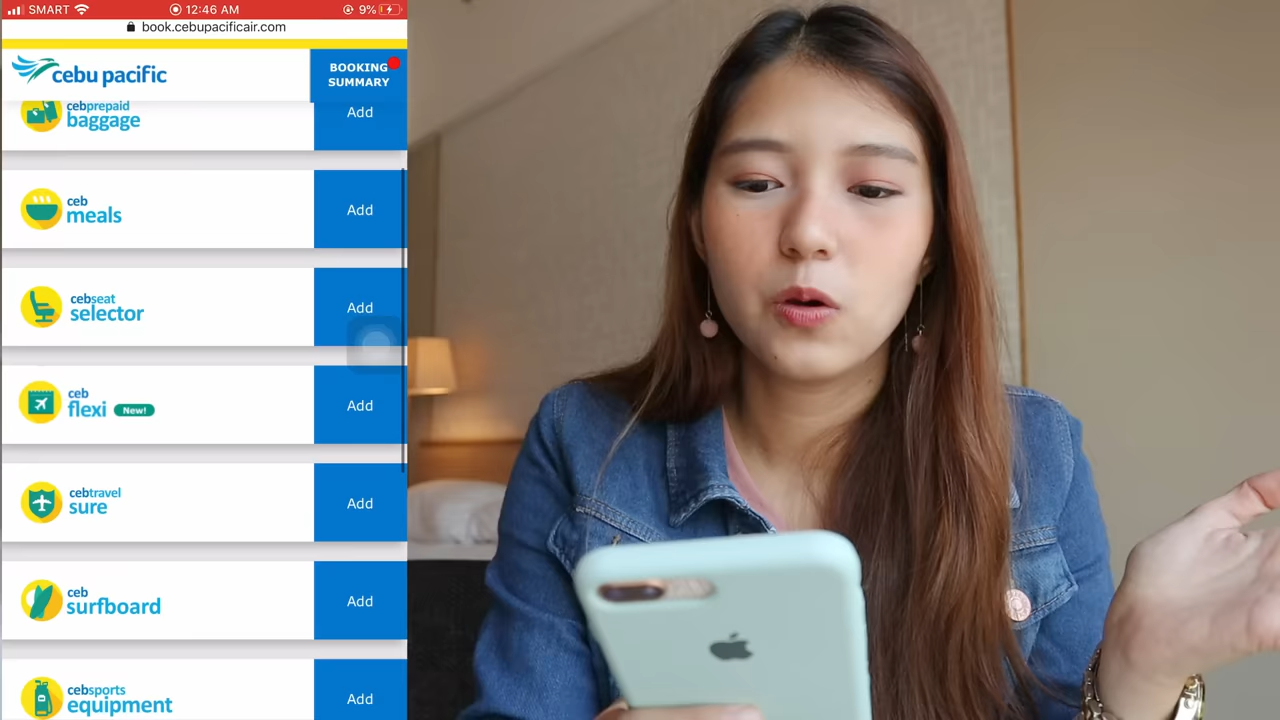 SMART
12:46 AM
9%
book.cebupacificair.com
cebu pacific
BOOKING
SUMMARY
cebprepaid
baggage
Add
ceb
meals
Add
cebseat
selector
Add
ceb
flexi New!
Add
cebtravel
sure
Add
ceb
surfboard
Add
cebsports
equipment
Add